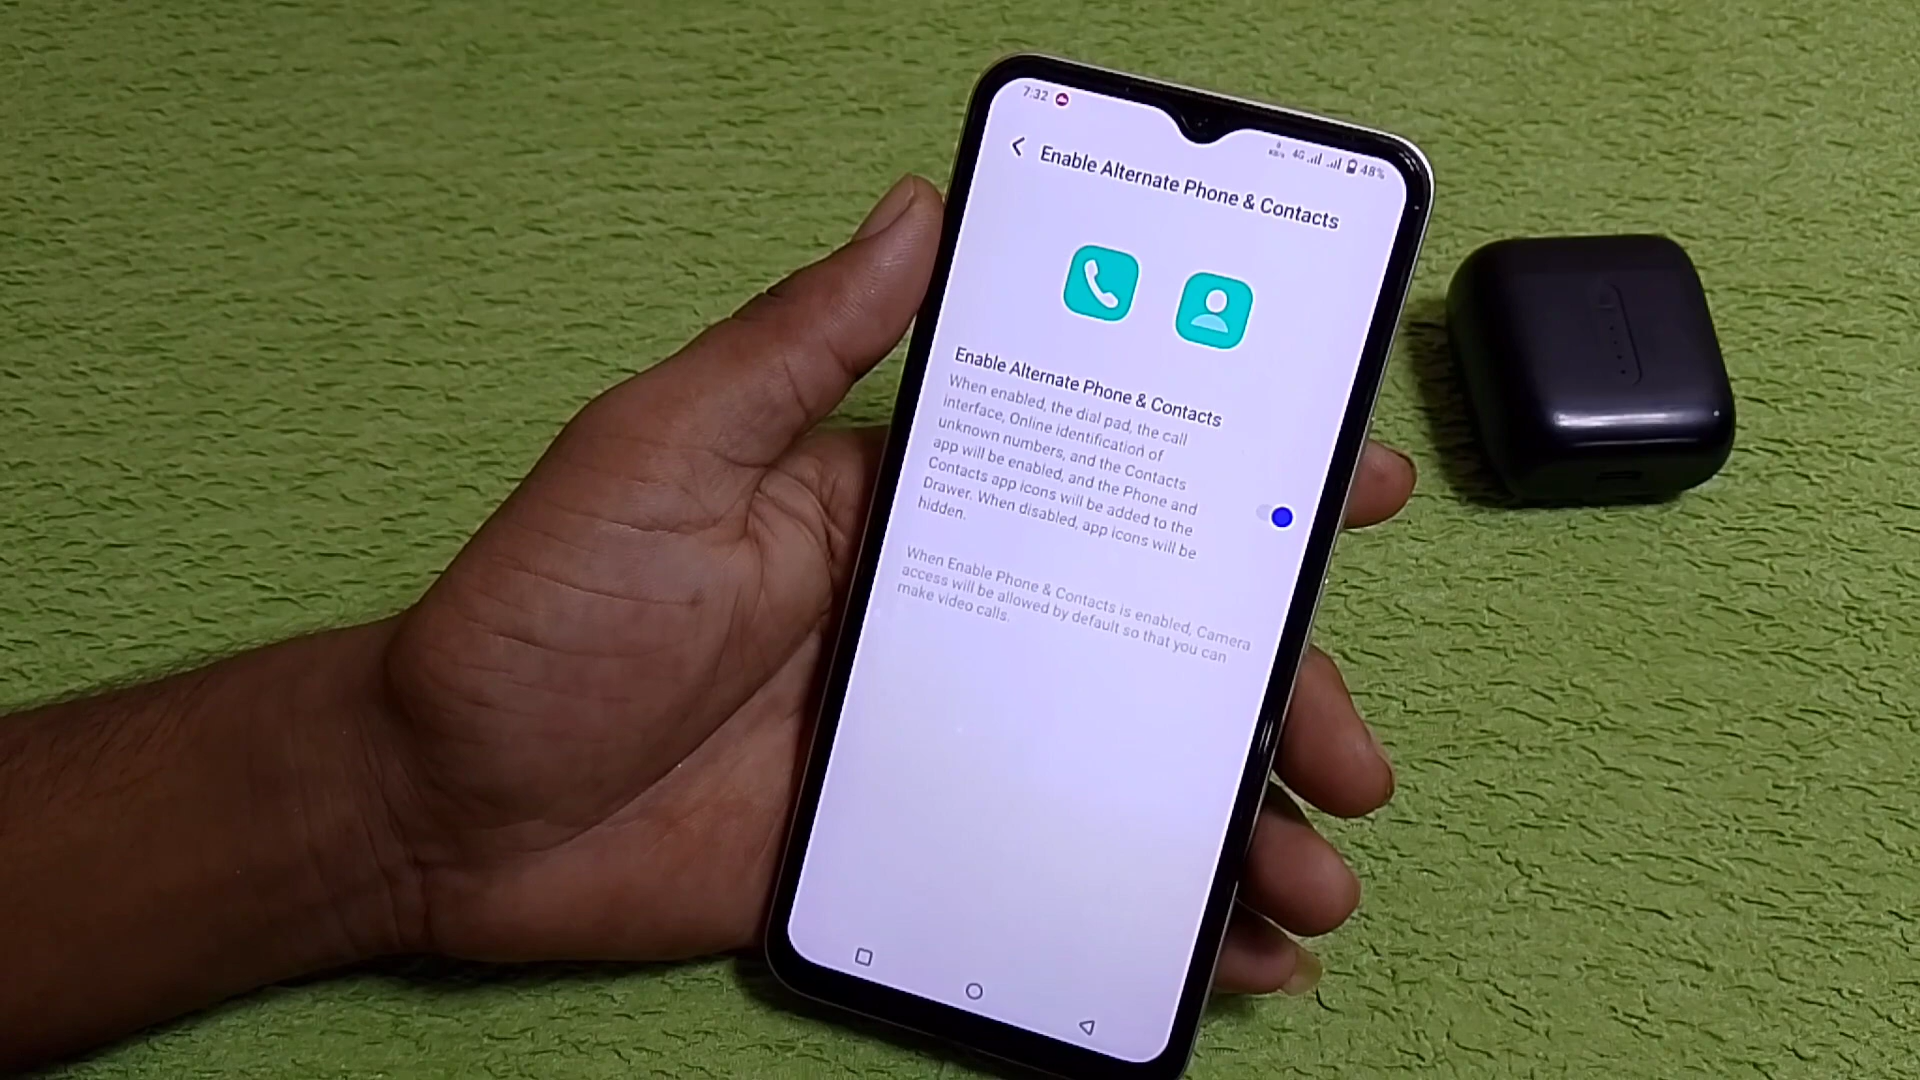 7:32
0 KB/s 4G 48%
Enable Alternate Phone & Contacts
Enable Alternate Phone & Contacts
When enabled, the dial pad, the call
interface, Online identification of
unknown numbers, and the Contacts
app will be enabled, and the Phone and
Contacts app icons will be added to the
Drawer. When disabled, app icons will be
hidden.
When Enable Phone & Contacts is enabled, Camera
access will be allowed by default so that you can
make video calls.